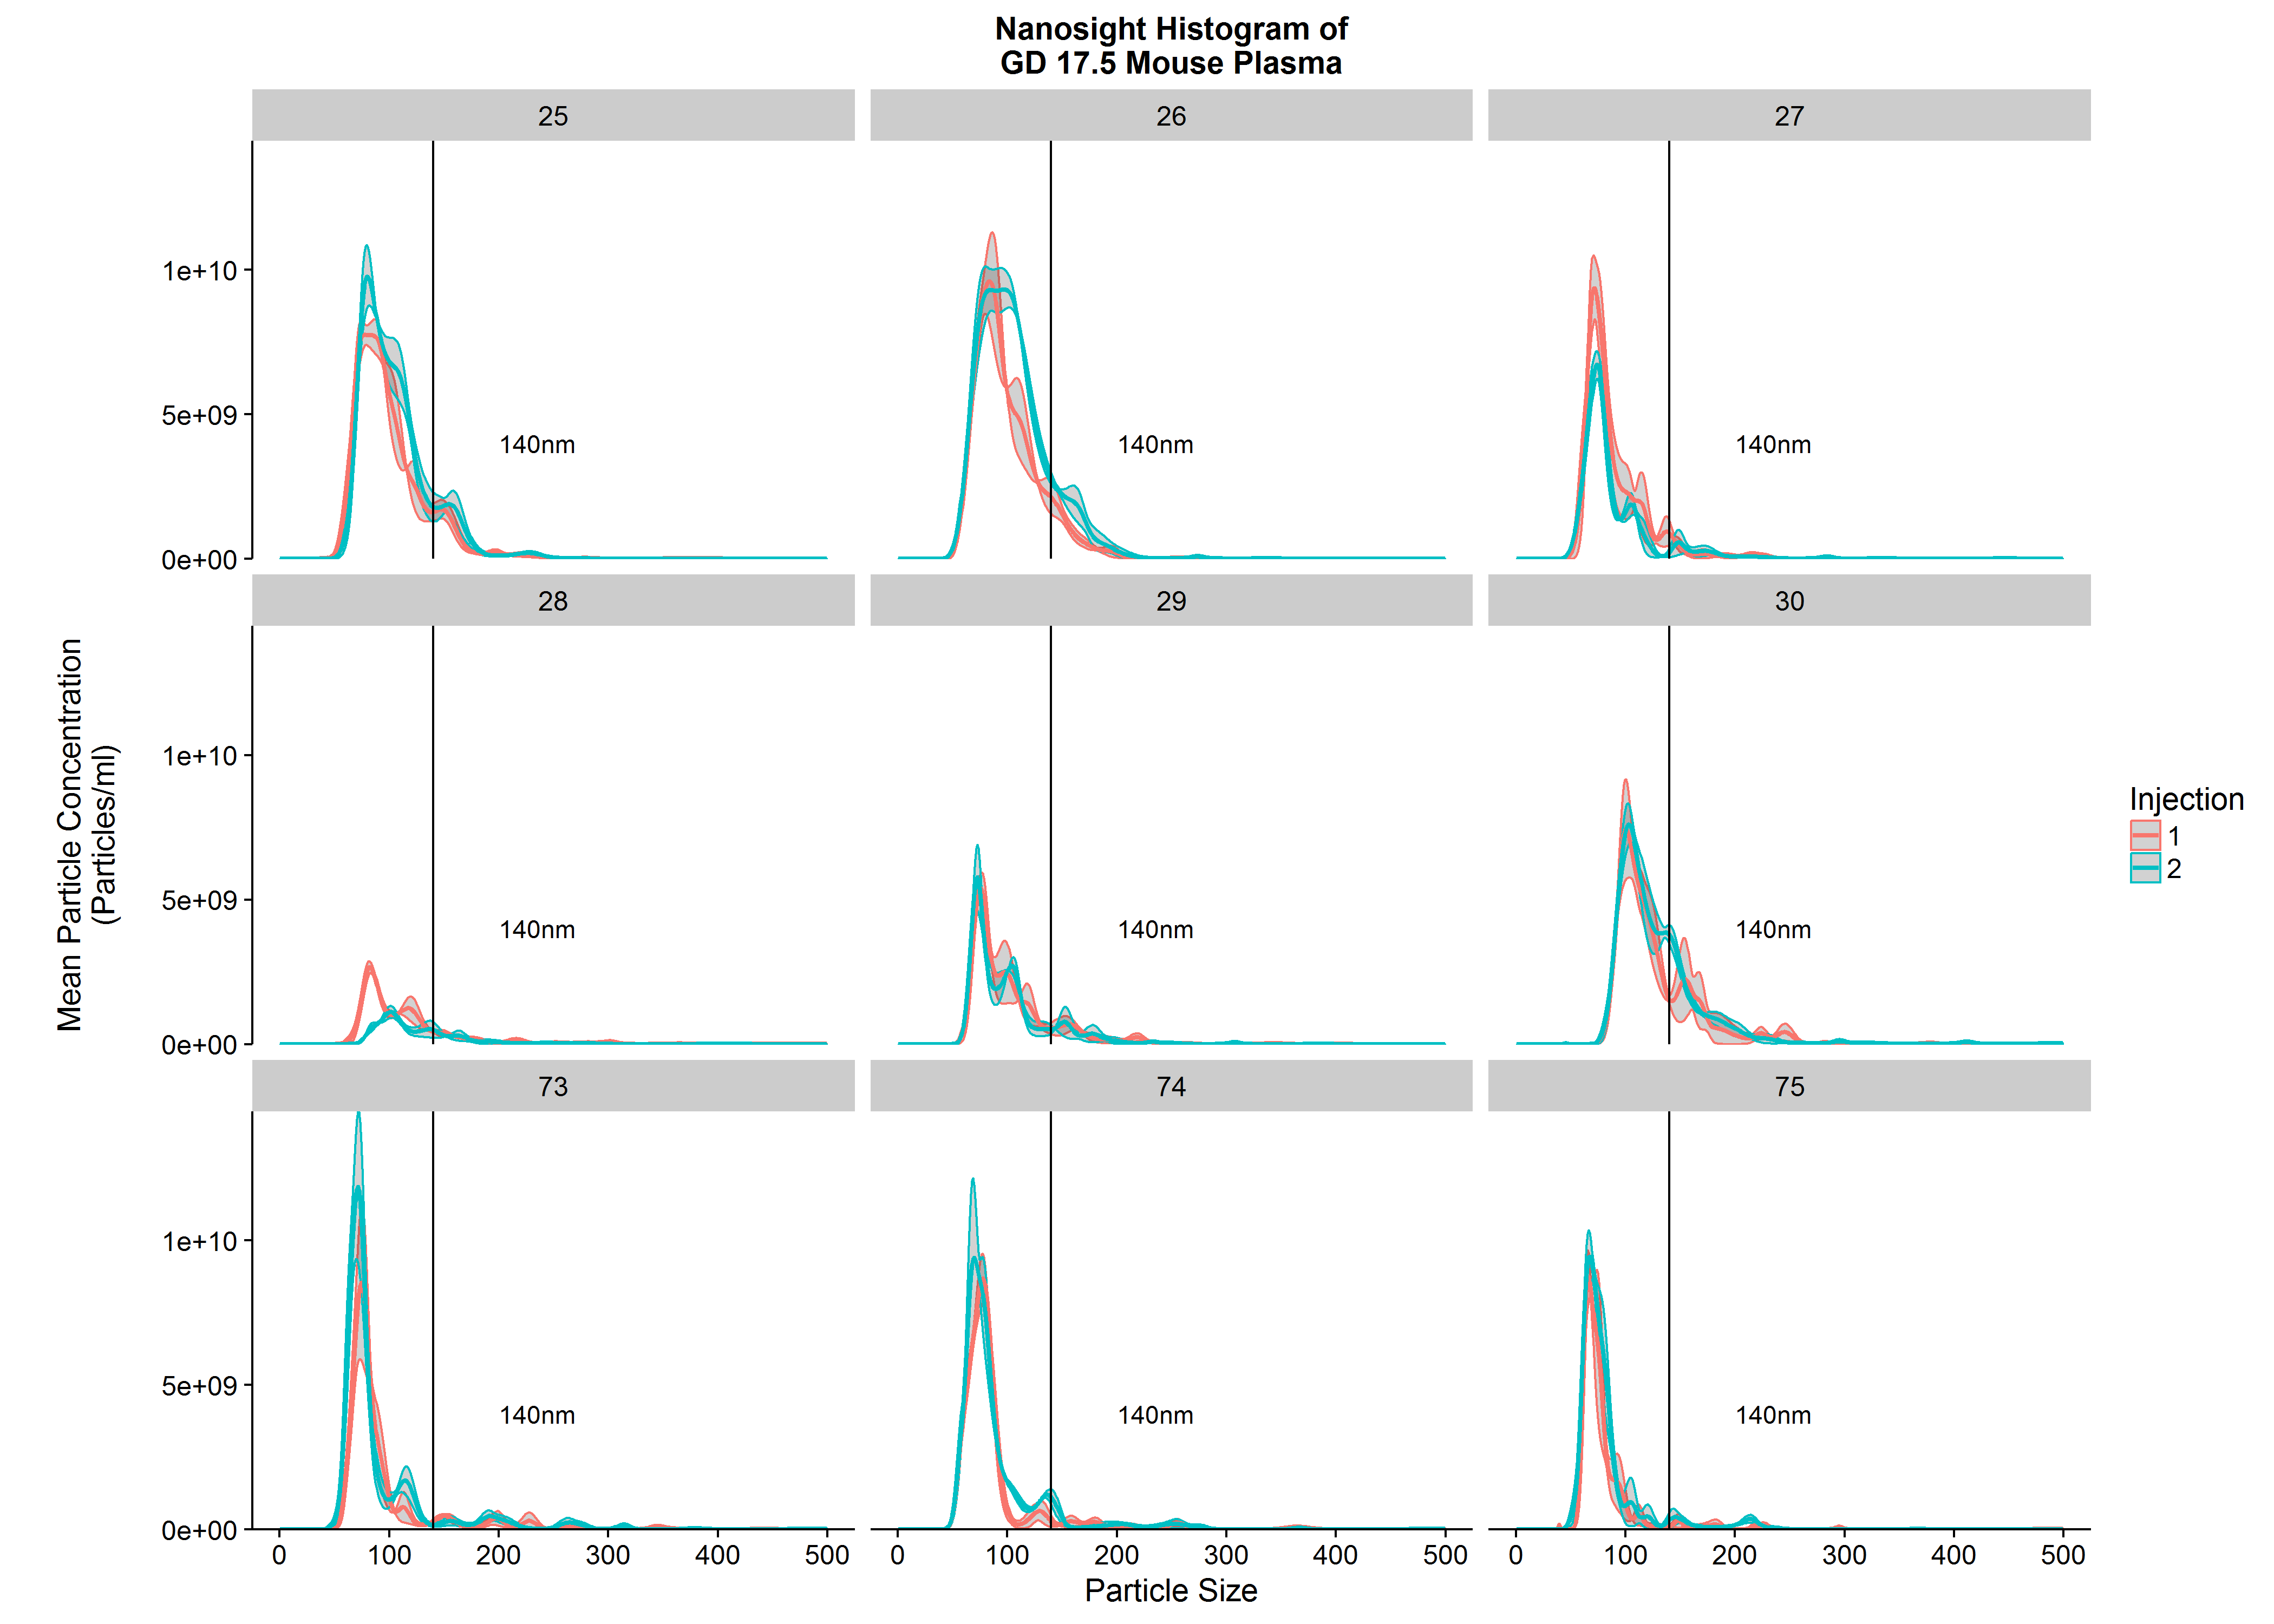 Nanosight Histogram of
GD 17.5 Mouse Plasma
25
26
27
1e+10
5e+09
0e+00
140nm
140nm
140nm
28
29
30
1e+10
5e+09
0e+00
140nm
140nm
140nm
73
74
75
1e+10
5e+09
0e+00
140nm
140nm
140nm
0 100 200 300 400 500
0 100 200 300 400 500
0 100 200 300 400 500
Particle Size
Mean Particle Concentration
(Particles/ml)
Injection
1
2